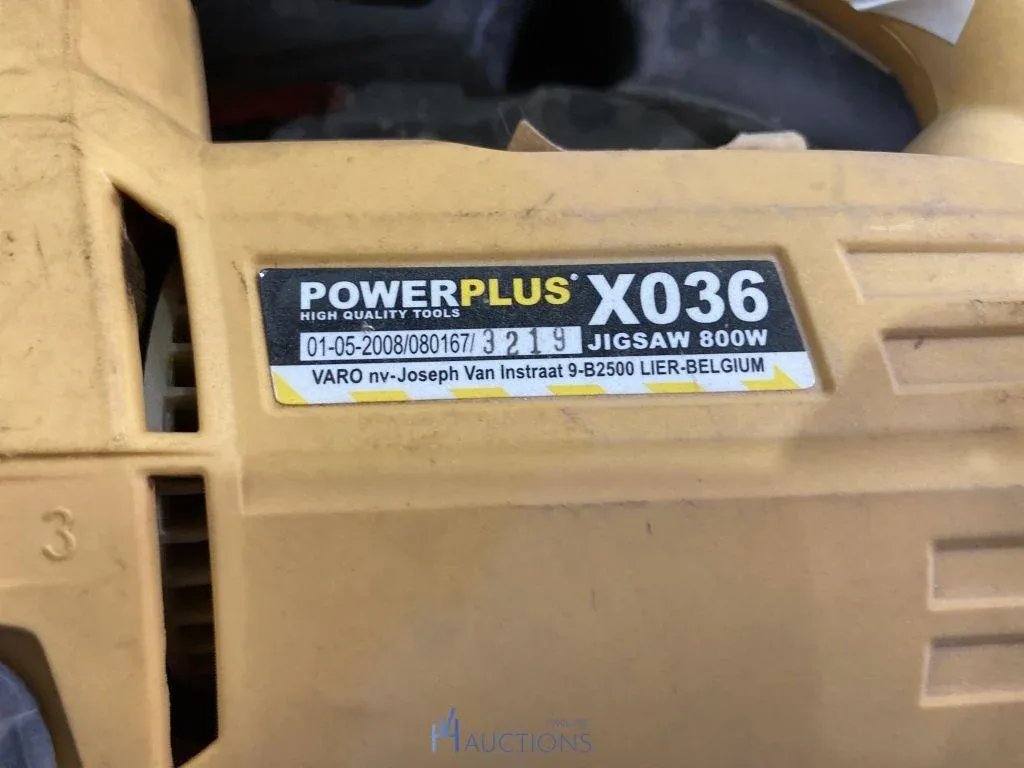 POWERPLUS X036
HIGH QUALITY TOOLS
01-05-2008/080167/ 3219 JIGSAW 800W
VARO nv-Joseph Van Instraat 9-B2500 LIER-BELGIUM
3
ONLINE
AUCTIONS